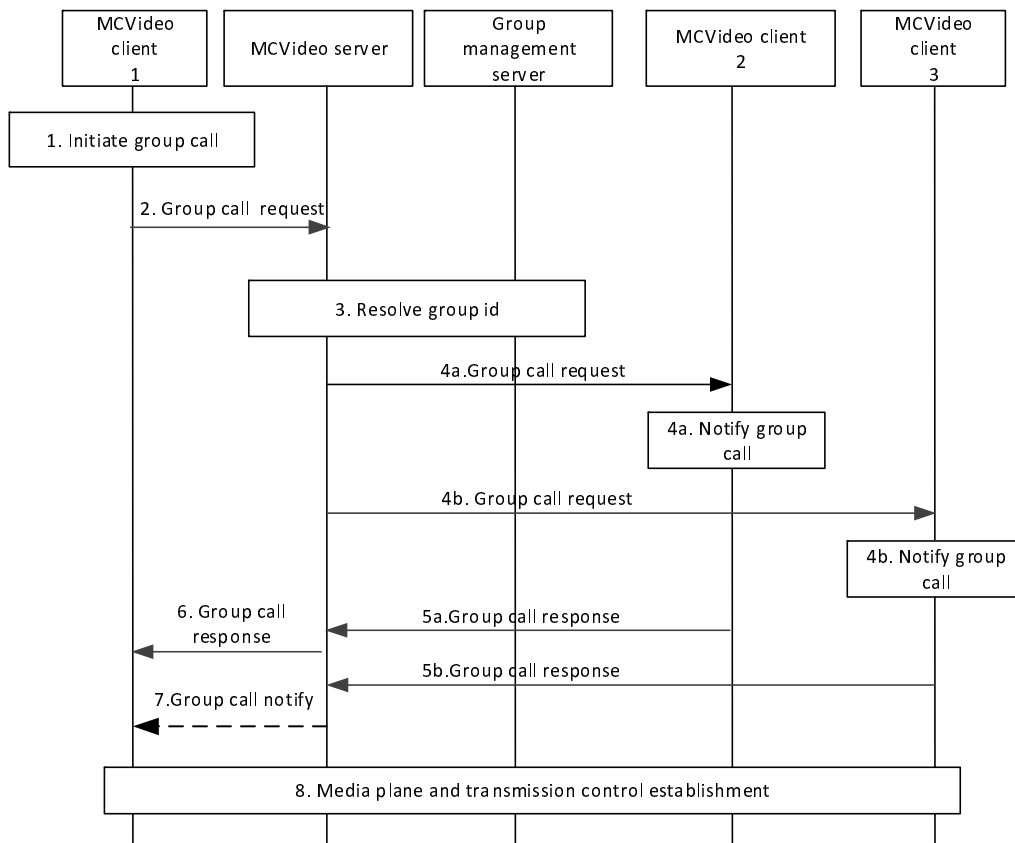 MCVideo
client
1
MCVideo server
Group
management
server
MCVideo client
2
MCVideo
client
3
1. Initiate group call
2. Group call request
3. Resolve group id
4a.Group call request
4a. Notify group
call
4b. Group call request
4b. Notify group
call
6. Group call
response
5a.Group call response
5b.Group call response
7.Group call notify
8. Media plane and transmission control establishment